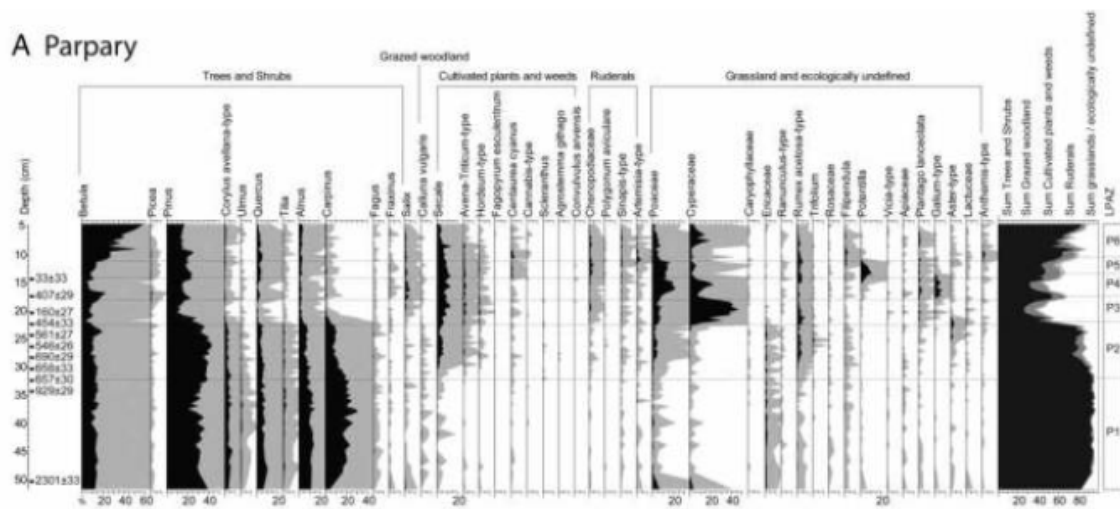 A Parpary
Grazed woodland
Trees and Shrubs
Cultivated plants and weeds
Ruderals
Grassland and ecologically undefined
Depth (cm)
Betula
Picea
Pinus
Corylus avellana-type
Ulmus
Quercus
Tilia
Alnus
Carpinus
Fagus
Fraxinus
Salix
Calluna vulgaris
Secale
Avena-Triticum-type
Hordeum-type
Fagopyrum esculentum
Centaurea cyanus
Cannabis-type
Scleranthus
Agrostemma githago
Convolvulus arvensis
Chenopodiaceae
Polygonum aviculare
Sinapis-type
Artemisia-type
Poaceae
Cyperaceae
Caryophyllaceae
Ericaceae
Ranunculus-type
Rumex acetosa-type
Trifolium
Rosaceae
Filipendula
Potentilla
Vicia-type
Apiaceae
Plantago lanceolata
Galium-type
Aster-type
Lactuceae
Anthemis-type
Sum Trees and Shrubs
Sum Grazed woodland
Sum Cultivated plants and weeds
Sum Ruderals
Sum grasslands / ecologically undefined
LPAZ
5
10
15
20
25
30
35
40
45
50
33±33
407±29
160±27
454±33
561±27
546±26
690±29
658±33
657±30
929±29
2301±33
P6
P5
P4
P3
P2
P1
% 20 40 60 20 40 20 20 40 20 20 20 20 20 40 60 80